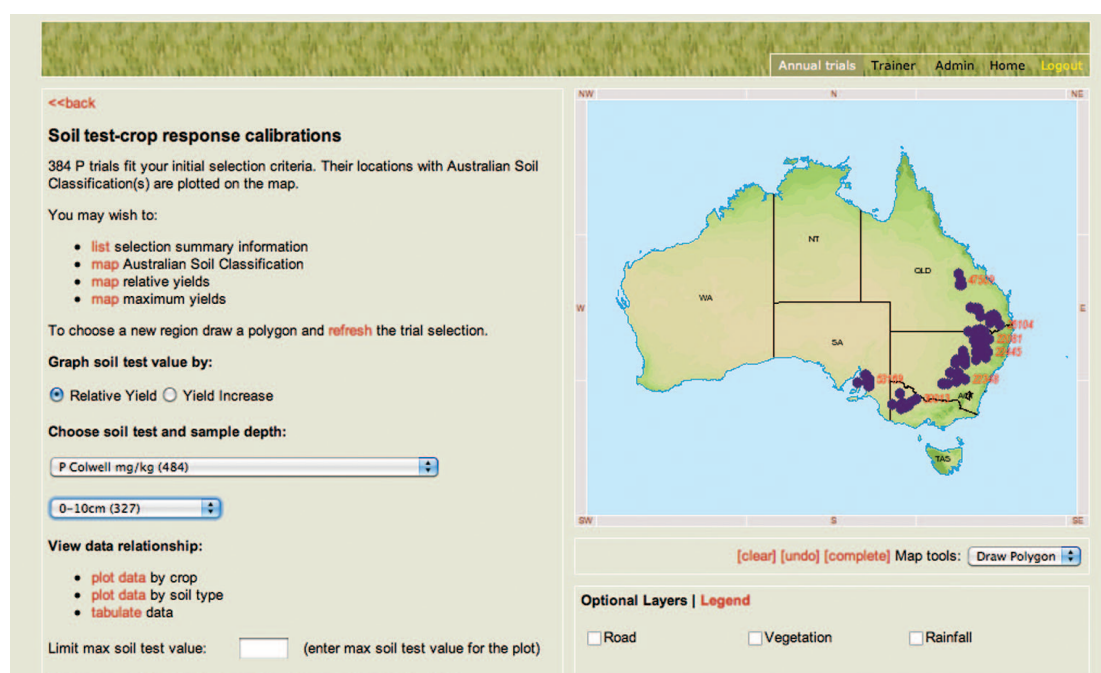 Annual trials Trainer Admin Home Logout
<<back
Soil test-crop response calibrations
384 P trials fit your initial selection criteria. Their locations with Australian Soil
Classification(s) are plotted on the map.
You may wish to:
• list selection summary information
• map Australian Soil Classification
• map relative yields
• map maximum yields
To choose a new region draw a polygon and refresh the trial selection.
Graph soil test value by:
Relative Yield Yield Increase
Choose soil test and sample depth:
P Colwell mg/kg (484)
0-10cm (327)
View data relationship:
• plot data by crop
• plot data by soil type
• tabulate data
Limit max soil test value: (enter max soil test value for the plot)
NW N NE
NT
QLD
WA
W E
SA
TAS
SW S SE
[clear] [undo] [complete] Map tools: Draw Polygon
Optional Layers | Legend
Road Vegetation Rainfall